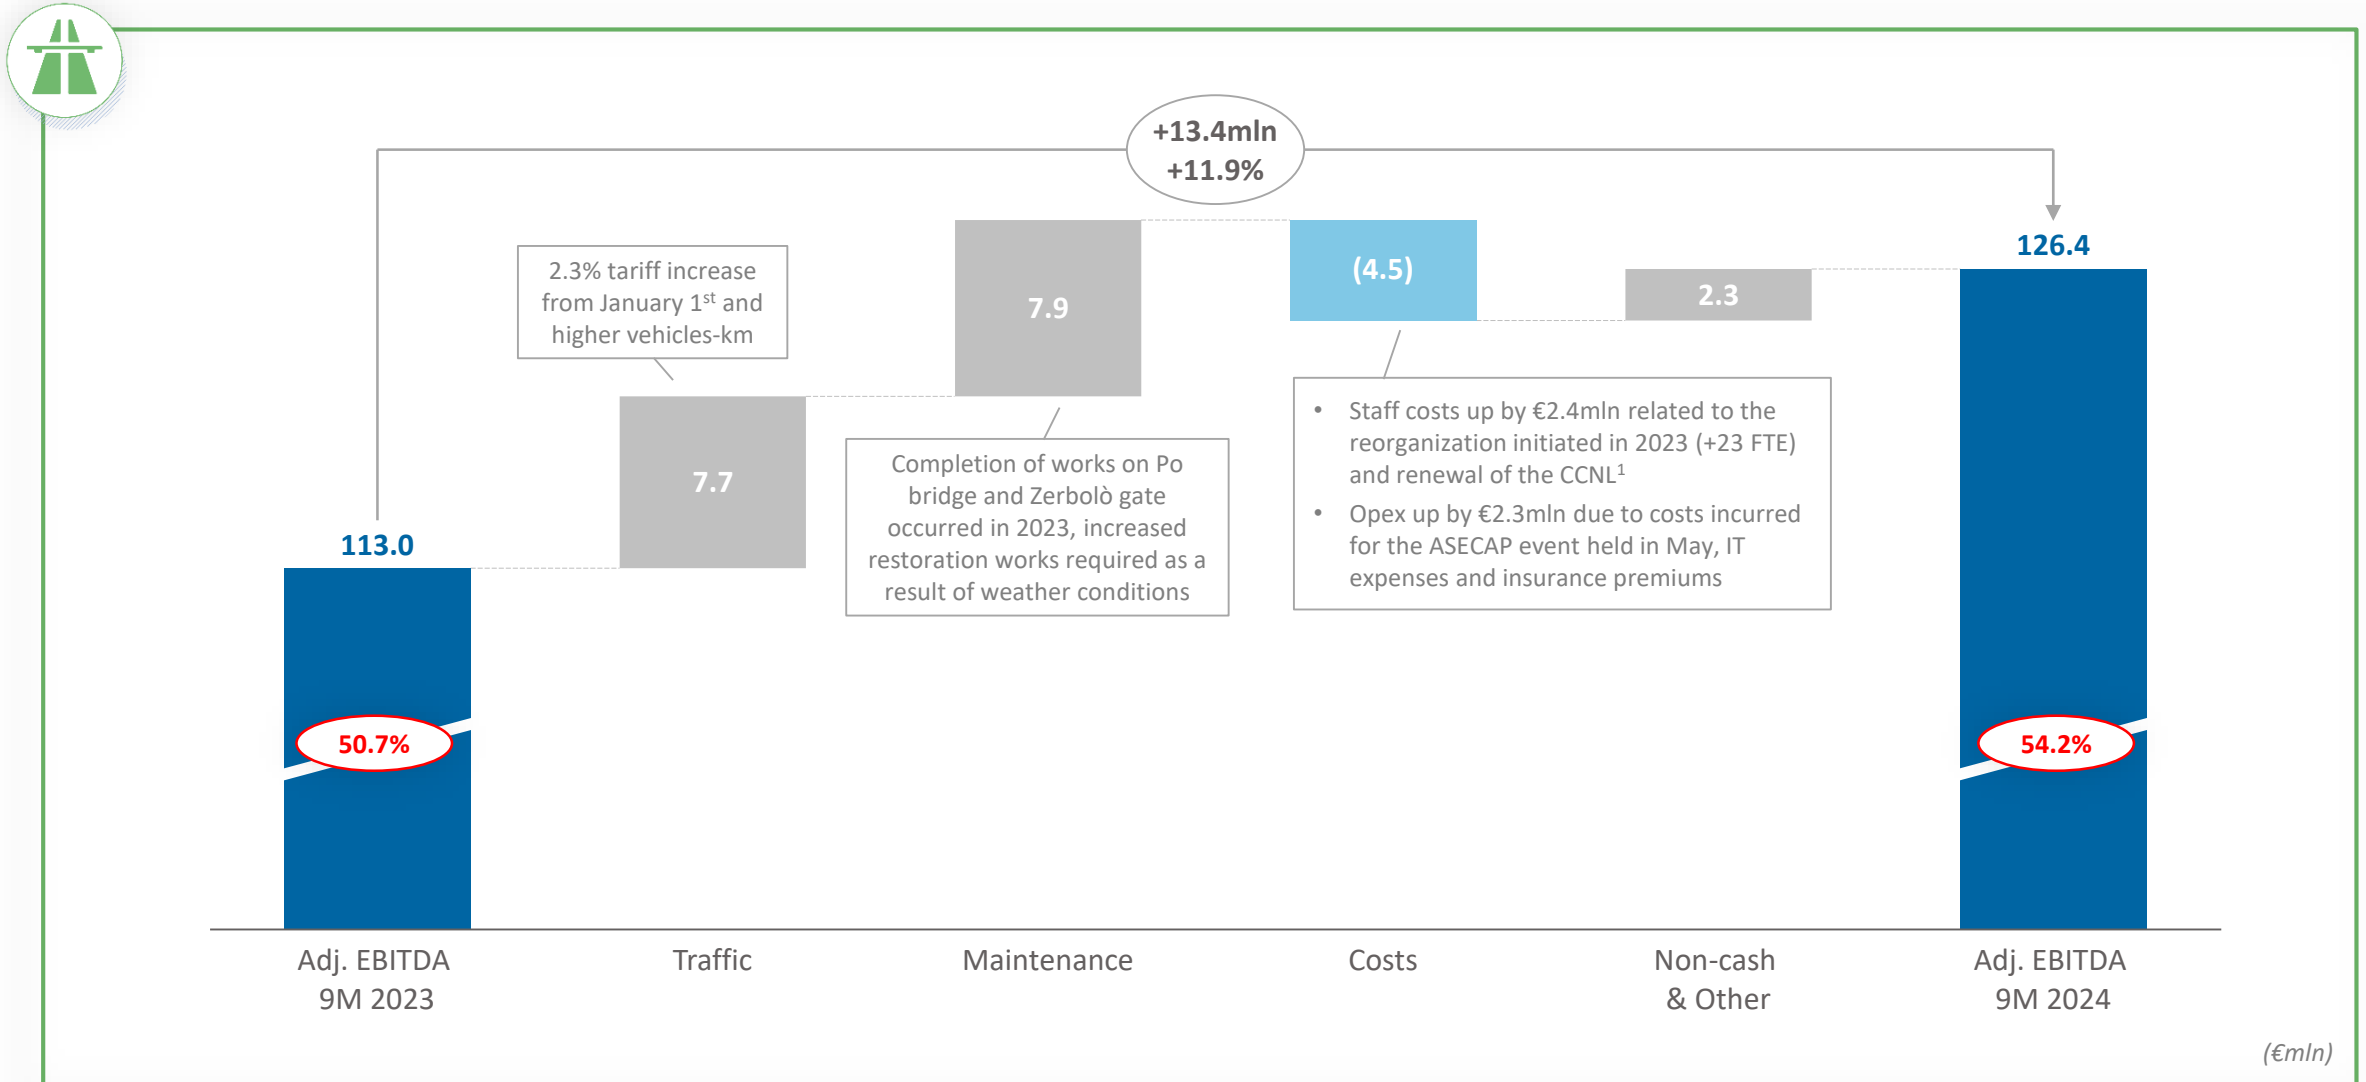 +13.4mln
+11.9%
126.4
2.3% tariff increase
from January 1st and
higher vehicles-km
7.9
(4.5)
2.3
7.7
113.0
Completion of works on Po
bridge and Zerbolò gate
occurred in 2023, increased
restoration works required as a
result of weather conditions
• Staff costs up by €2.4mln related to the
reorganization initiated in 2023 (+23 FTE)
and renewal of the CCNL1
• Opex up by €2.3mln due to costs incurred
for the ASECAP event held in May, IT
expenses and insurance premiums
50.7%
54.2%
Adj. EBITDA
9M 2023
Traffic
Maintenance
Costs
Non-cash
& Other
Adj. EBITDA
9M 2024
(€mln)